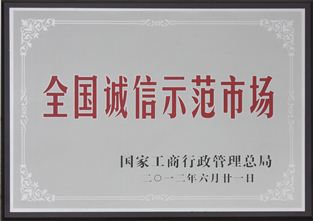 全国诚信示范市场
国家工商行政管理总局
二〇一二年六月廿一日